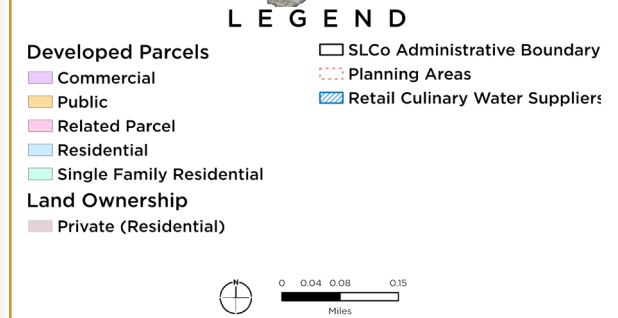 LEGEND
Developed Parcels
Commercial
Public
Related Parcel
Residential
Single Family Residential
Land Ownership
Private (Residential)
SLCo Administrative Boundary
Planning Areas
Retail Culinary Water Suppliers
N
0 0.04 0.08 0.15
Miles